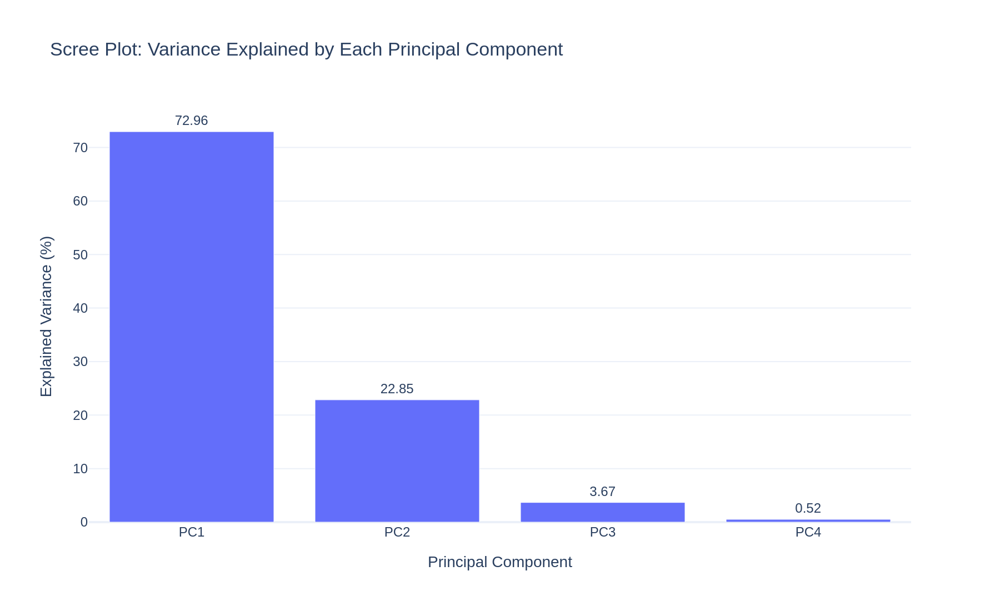 Scree Plot: Variance Explained by Each Principal Component
72.96
70
60
50
40
30
20
10
0
Explained Variance (%)
22.85
3.67
0.52
PC1
PC2
PC3
PC4
Principal Component